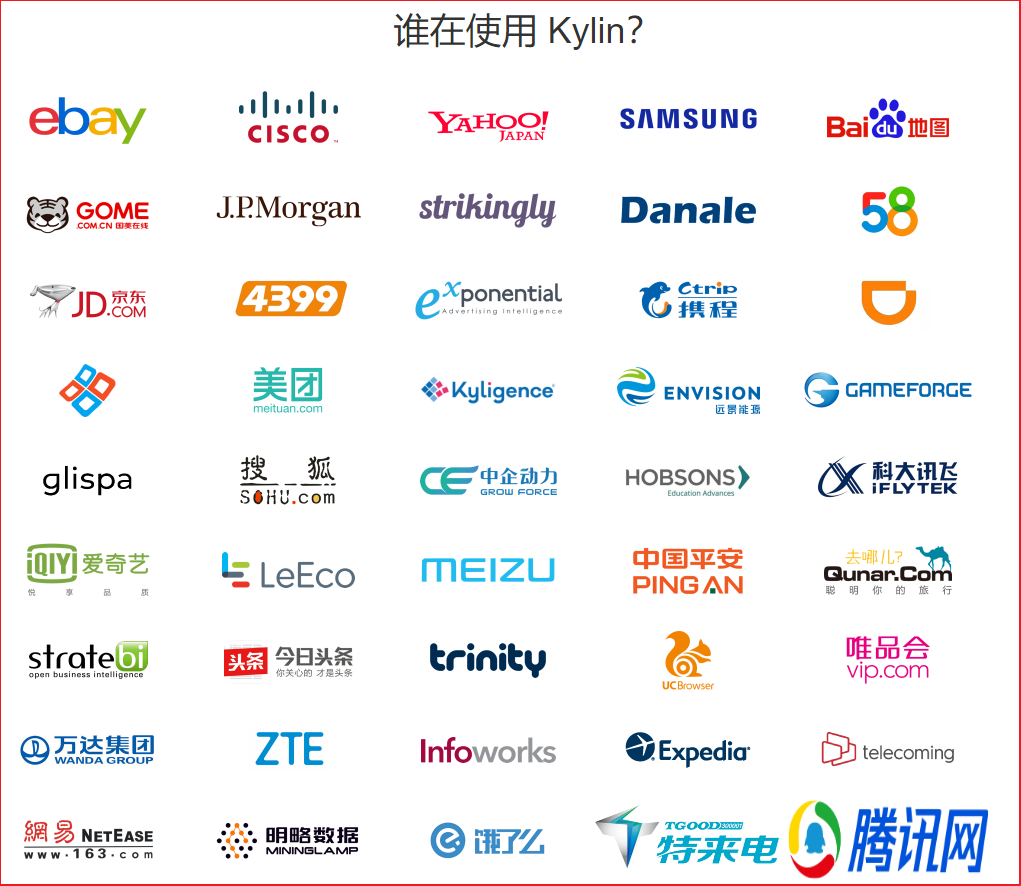 谁在使用 Kylin?
ebay
CISCO™
YAHOO!
JAPAN
SAMSUNG
Bai du 地图
GOME
.COM.CN 国美在线
J.P.Morgan
strikingly
Danale
58
JD 京东
.COM
4399
exponential
Advertising Intelligence
Ctrip
携程
美团
meituan.com
Kyligence
ENVISION
远景能源
GAMEFORGE
glispa
搜 狐
SOHU.com
CE 中企动力
GROW FORCE
HOBSONS
Education Advances
科大讯飞
iFLYTEK
iQIYI 爱奇艺
悦 享 品 质
LeEco
MEIZU
中国平安
PING AN
去哪儿?
Qunar.Com
聪 明 你 的 旅 行
stratebi
open business intelligence
头条 今日头条
你关心的 才是头条
trinity
UCBrowser
唯品会
vip.com
万达集团
WANDA GROUP
ZTE
Infoworks
Expedia
telecoming
網易 NETEASE
www.163.com
明略数据
MININGLAMP
饿了么
TGOOD 300001
特来电
腾讯网